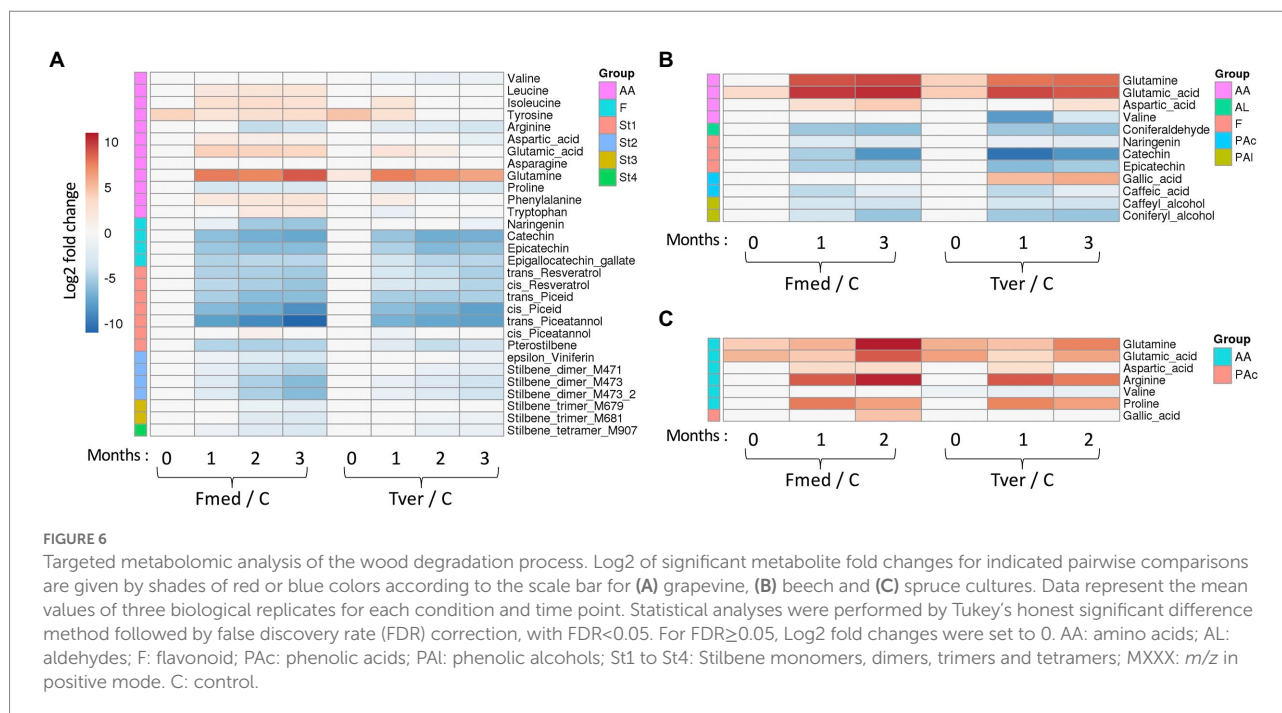 A
Valine
Leucine
Isoleucine
Tyrosine
Arginine
Aspartic_acid
Glutamic_acid
Asparagine
Glutamine
Proline
Phenylalanine
Tryptophan
Naringenin
Catechin
Epicatechin
Epigallocatechin_gallate
trans_Resveratrol
cis_Resveratrol
trans_Piceid
cis_Piceid
trans_Piceatannol
cis_Piceatannol
Pterostilbene
epsilon_Viniferin
Stilbene_dimer_M471
Stilbene_dimer_M473
Stilbene_dimer_M473_2
Stilbene_trimer_M679
Stilbene_trimer_M681
Stilbene_tetramer_M907
Group
AA
F
St1
St2
St3
St4
Log2 fold change
10
5
0
-5
-10
Months : 0 1 2 3 0 1 2 3
Fmed / C Tver / C
B
Glutamine
Glutamic_acid
Aspartic_acid
Valine
Coniferaldehyde
Naringenin
Catechin
Epicatechin
Gallic_acid
Caffeic_acid
Caffeyl_alcohol
Coniferyl_alcohol
Group
AA
AL
F
PAc
PAl
Months: 0 1 3 0 1 3
Fmed / C Tver / C
C
Glutamine
Glutamic_acid
Aspartic_acid
Arginine
Valine
Proline
Gallic_acid
Group
AA
PAc
Months: 0 1 2 0 1 2
Fmed / C Tver / C
FIGURE 6
Targeted metabolomic analysis of the wood degradation process. Log2 of significant metabolite fold changes for indicated pairwise comparisons
are given by shades of red or blue colors according to the scale bar for (A) grapevine, (B) beech and (C) spruce cultures. Data represent the mean
values of three biological replicates for each condition and time point. Statistical analyses were performed by Tukey's honest significant difference
method followed by false discovery rate (FDR) correction, with FDR<0.05. For FDR≥0.05, Log2 fold changes were set to 0. AA: amino acids; AL:
aldehydes; F: flavonoid; PAc: phenolic acids; PAl: phenolic alcohols; St1 to St4: Stilbene monomers, dimers, trimers and tetramers; MXXX: m/z in
positive mode. C: control.